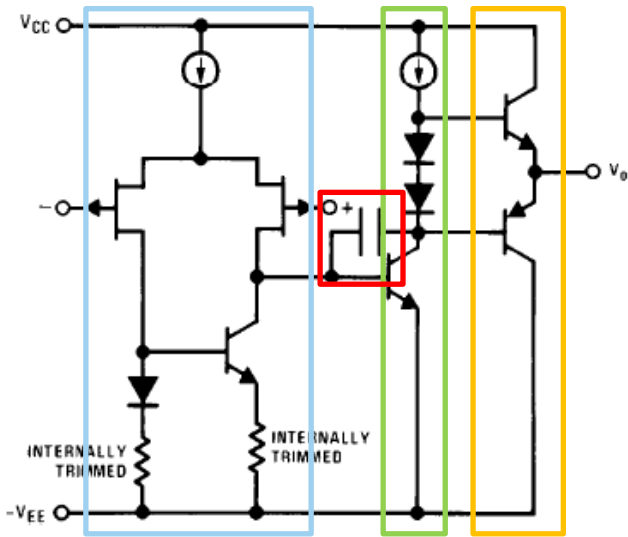 VCC
-
+
Vo
INTERNALLY
TRIMMED
INTERNALLY
TRIMMED
-VEE